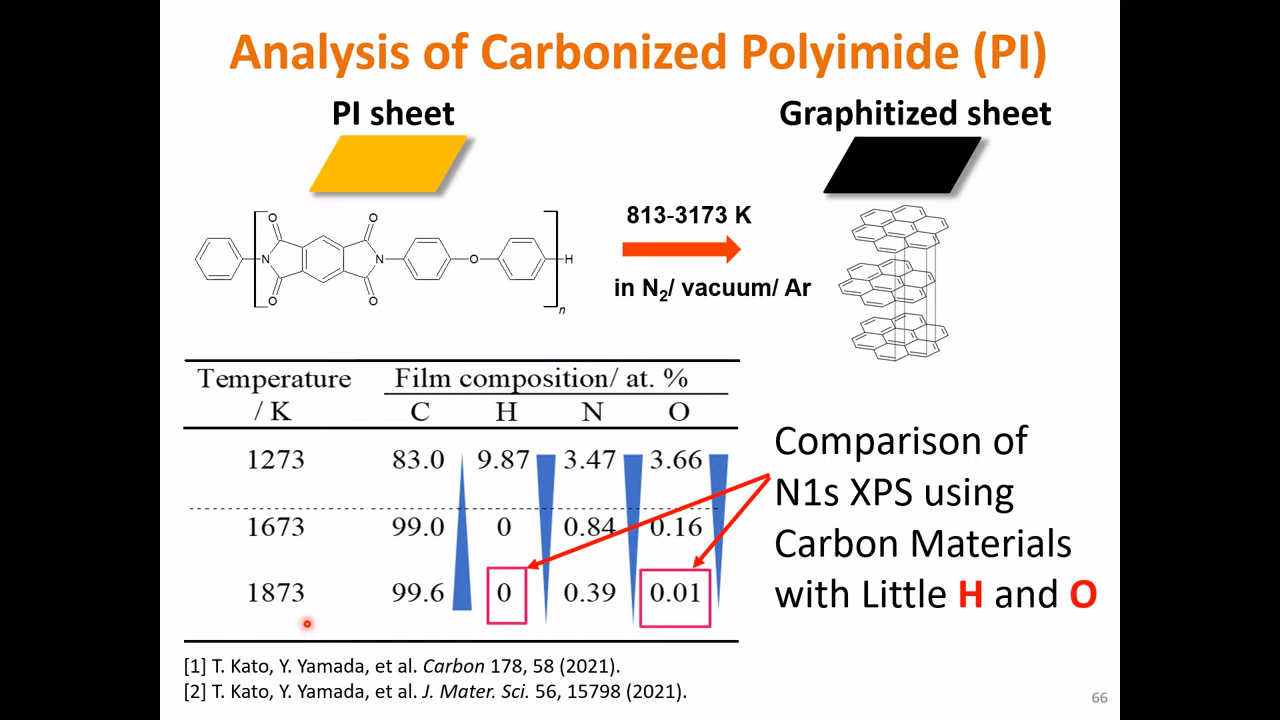 Analysis of Carbonized Polyimide (PI)
PI sheet
Graphitized sheet
O
O
N
N
O
O
O
H
n
813-3173 K
in N₂/ vacuum/ Ar
Temperature
/ K
Film composition/ at. %
C H N O
1273 83.0 9.87 3.47 3.66
1673 99.0 0 0.84 0.16
1873 99.6 0 0.39 0.01
Comparison of
N1s XPS using
Carbon Materials
with Little H and O
[1] T. Kato, Y. Yamada, et al. Carbon 178, 58 (2021).
[2] T. Kato, Y. Yamada, et al. J. Mater. Sci. 56, 15798 (2021).
66